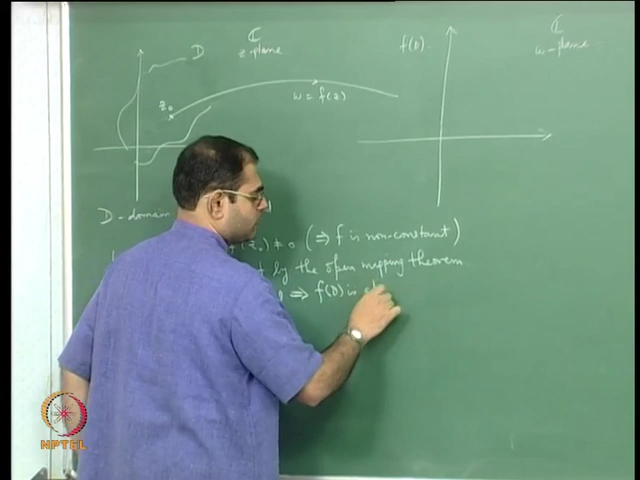 D
ℂ
z-plane
f(D)
ℂ
w-plane
z₀
w = f(z)
D - domain
(z₀) ≠ 0 (⇒ f is non-constant)
by the open mapping theorem
⇒ f(D) is
NPTEL